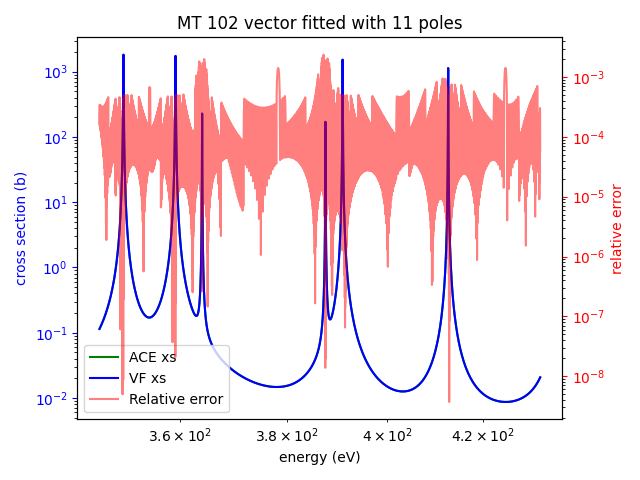 MT 102 vector fitted with 11 poles
10³
10²
10¹
10⁰
10⁻¹
10⁻²
cross section (b)
10⁻³
10⁻⁴
10⁻⁵
10⁻⁶
10⁻⁷
10⁻⁸
relative error
ACE xs
VF xs
Relative error
3.6 × 10² 3.8 × 10² 4 × 10² 4.2 × 10²
energy (eV)